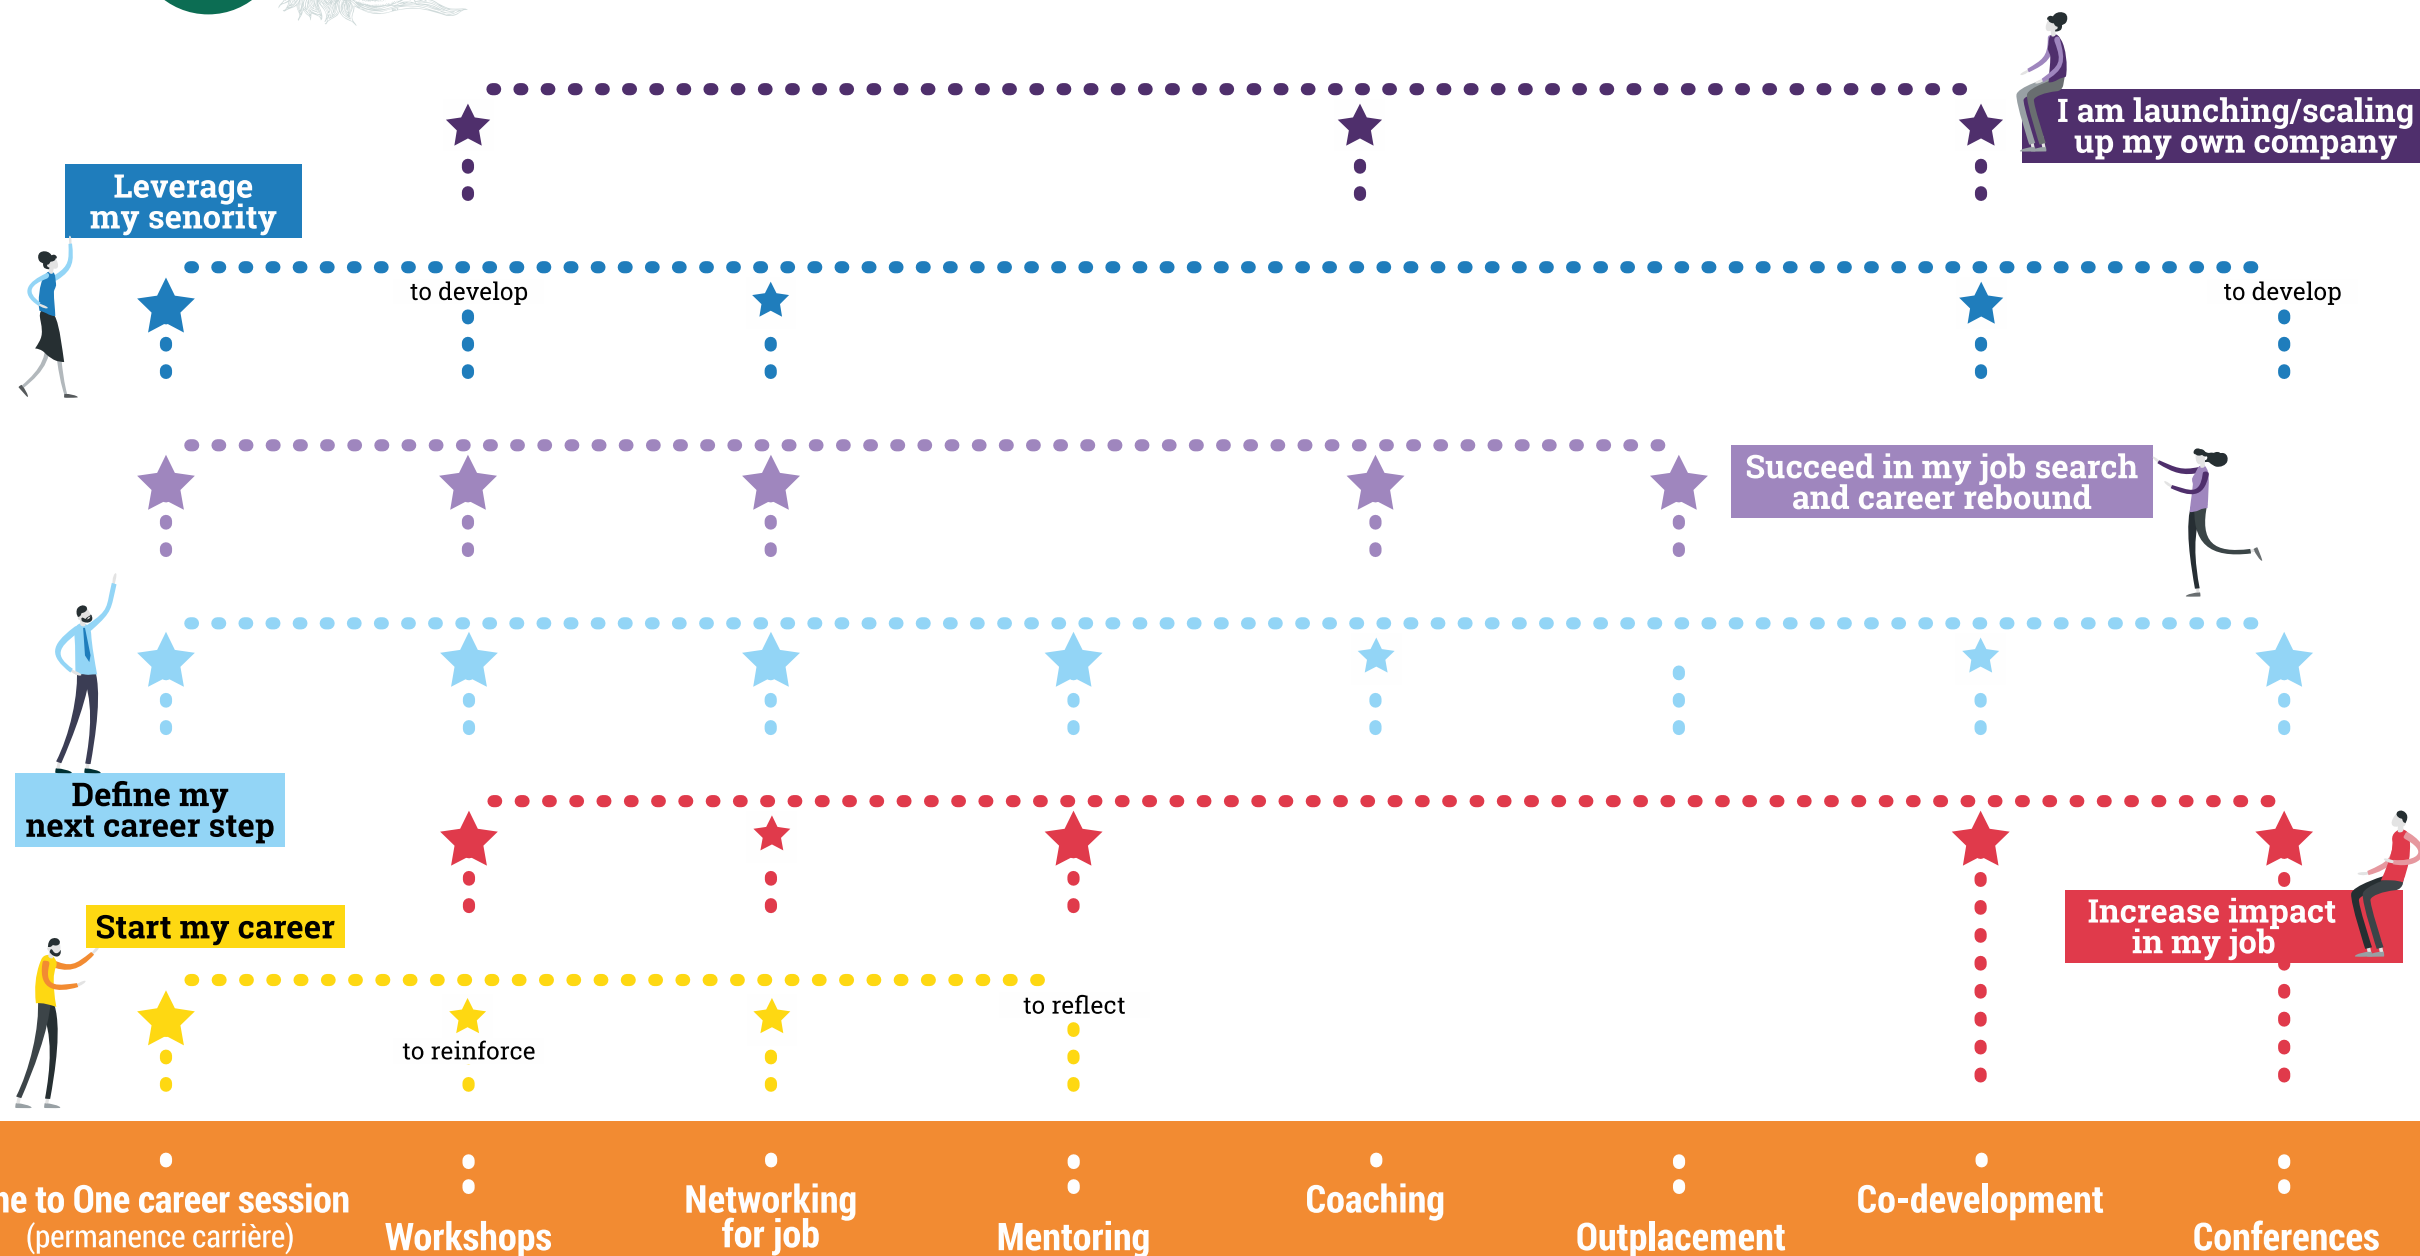 I am launching/scaling
up my own company
Leverage
my senority
to develop
to develop
Succeed in my job search
and career rebound
Define my
next career step
Start my career
Increase impact
in my job
to reflect
to reinforce
ne to One career session
(permanence carrière)
Workshops
Networking
for job
Mentoring
Coaching
Outplacement
Co-development
Conferences